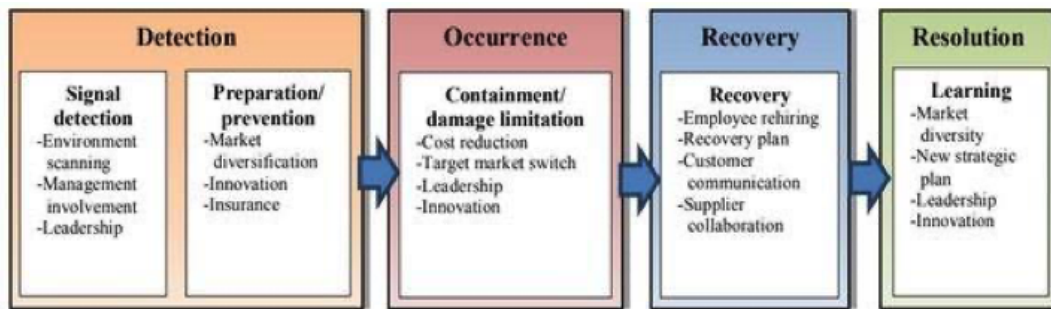 Detection
Signal
detection
-Environment
scanning
-Management
involvement
-Leadership
Preparation/
prevention
-Market
diversification
-Innovation
-Insurance
Occurrence
Containment/
damage limitation
-Cost reduction
-Target market switch
-Leadership
-Innovation
Recovery
Recovery
-Employee rehiring
-Recovery plan
-Customer
communication
-Supplier
collaboration
Resolution
Learning
-Market
diversity
-New strategic
plan
-Leadership
-Innovation